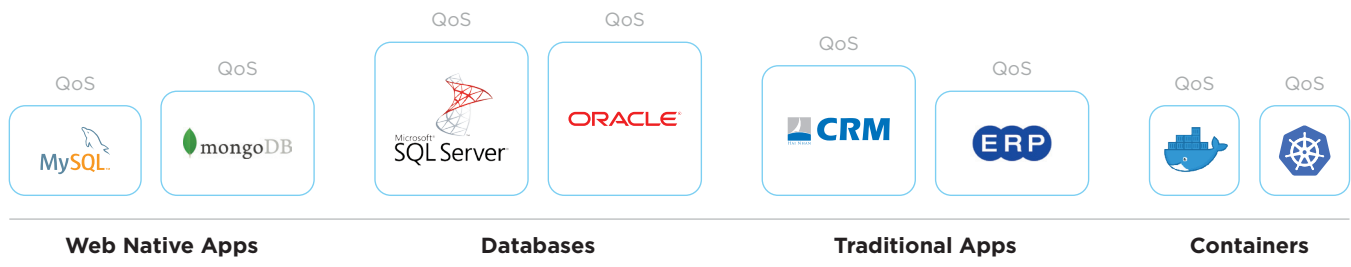 QoS
MySQL
QoS
mongoDB
Web Native Apps
QoS
Microsoft®
SQL Server
QoS
ORACLE®
Databases
QoS
CRM
QoS
ERP
Traditional Apps
QoS
QoS
Containers